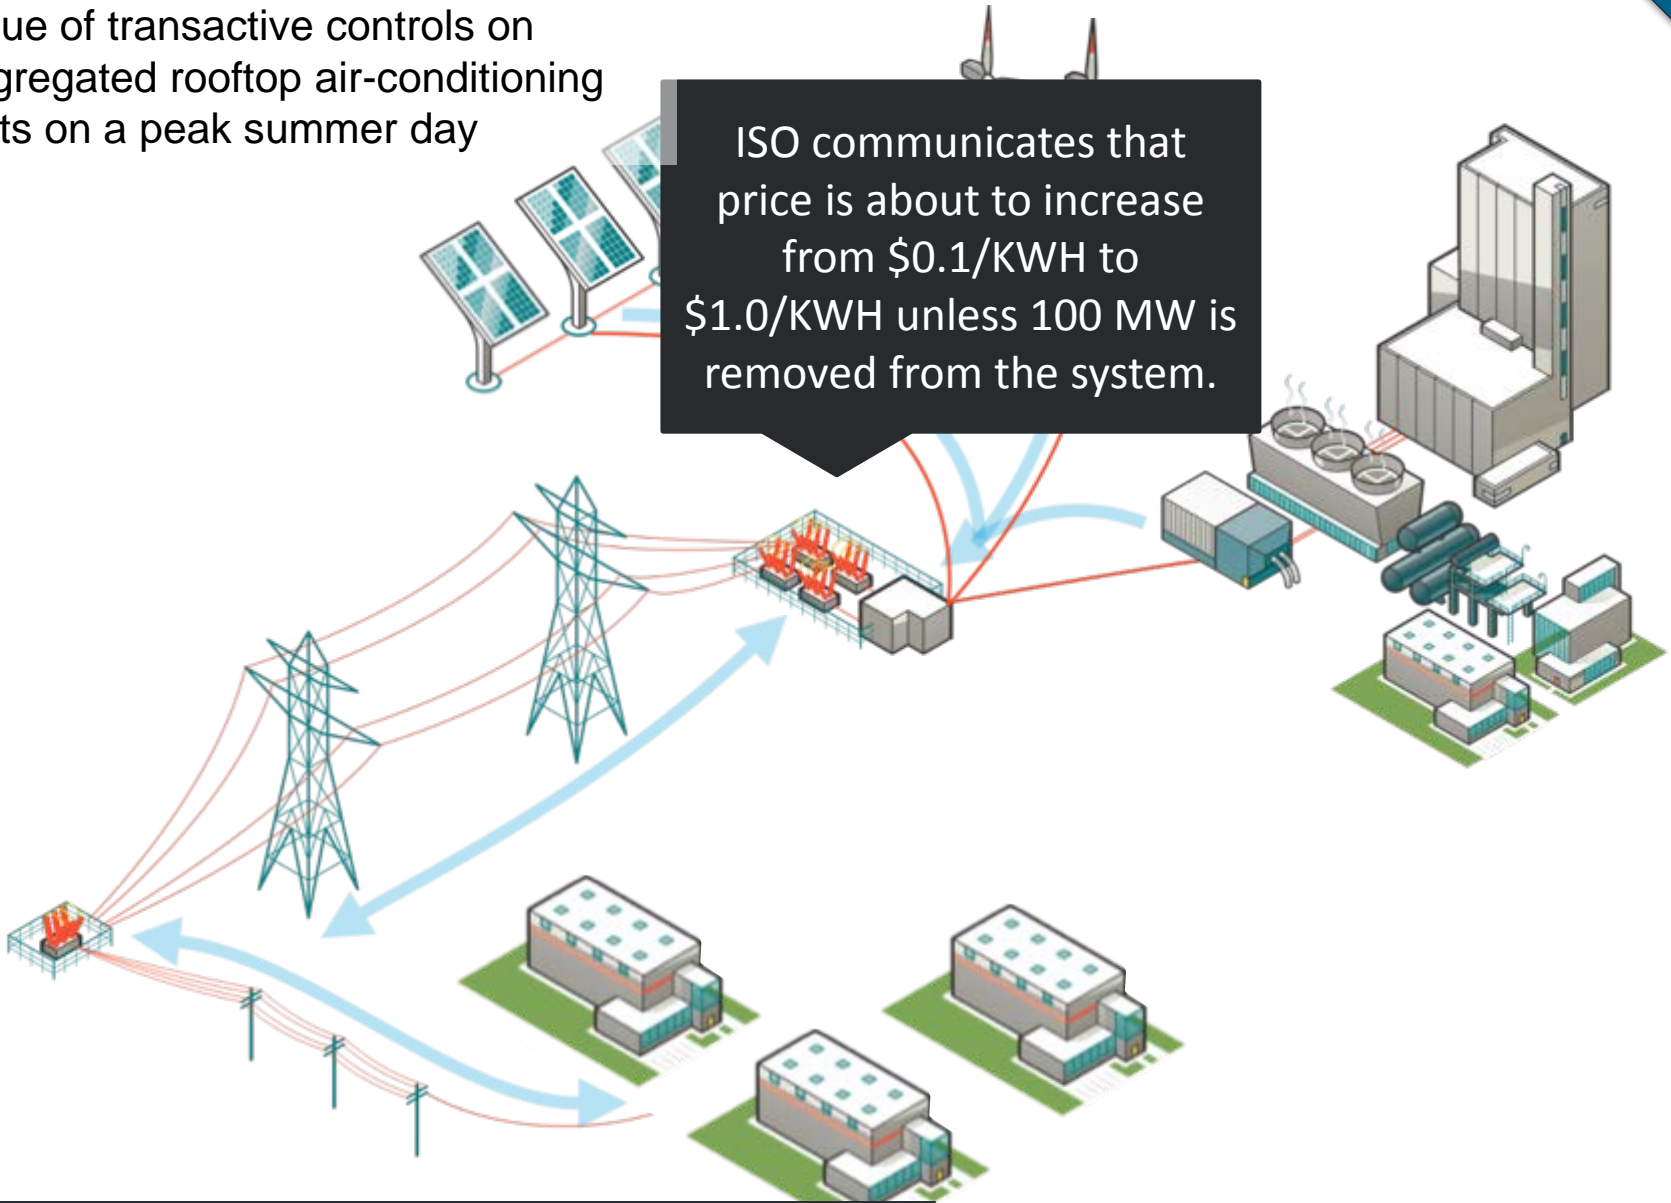 ue of transactive controls on
gregated rooftop air-conditioning
ts on a peak summer day
ISO communicates that
price is about to increase
from $0.1/KWH to
$1.0/KWH unless 100 MW is
removed from the system.